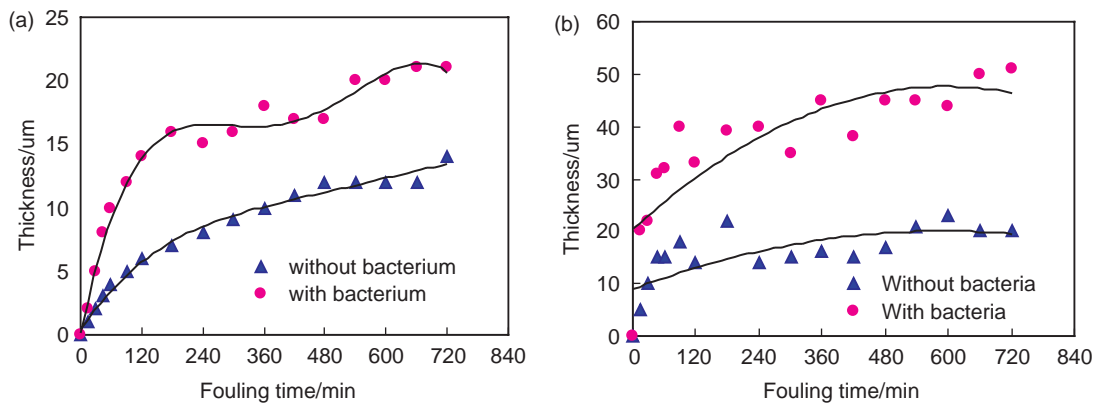 (a)
25
20
15
10
5
0
Thickness/um
without bacterium
with bacterium
0 120 240 360 480 600 720 840
Fouling time/min
(b)
60
50
40
30
20
10
0
Thickness/um
Without bacteria
With bacteria
0 120 240 360 480 600 720 840
Fouling time/min